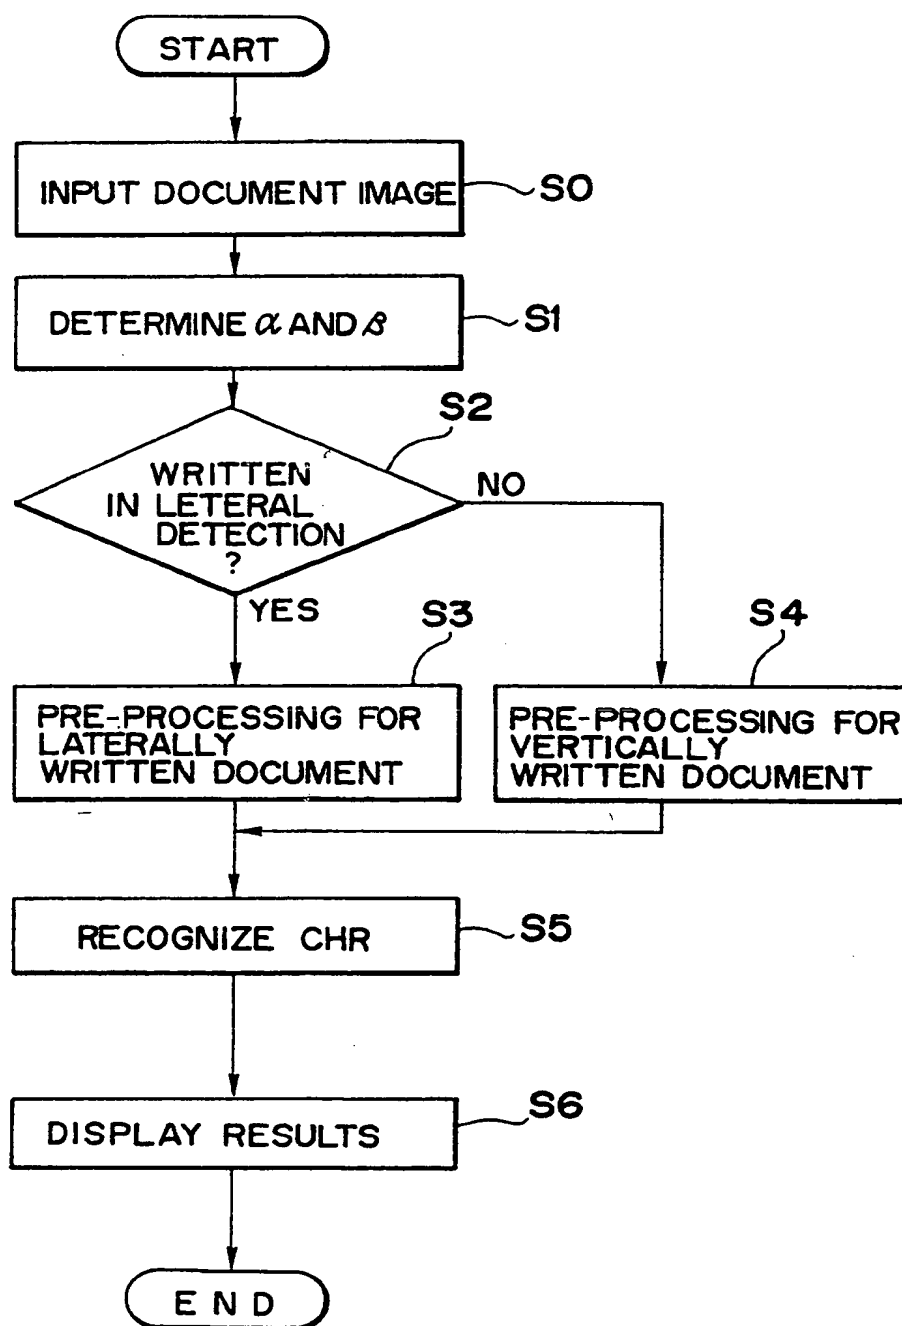 START
INPUT DOCUMENT IMAGE
S0
DETERMINE α AND β
S1
S2
WRITTEN
IN LETERAL
DETECTION
?
NO
YES
S3
S4
PRE-PROCESSING FOR
LATERALLY
WRITTEN DOCUMENT
PRE-PROCESSING FOR
VERTICALLY
WRITTEN DOCUMENT
RECOGNIZE CHR
S5
DISPLAY RESULTS
S6
END